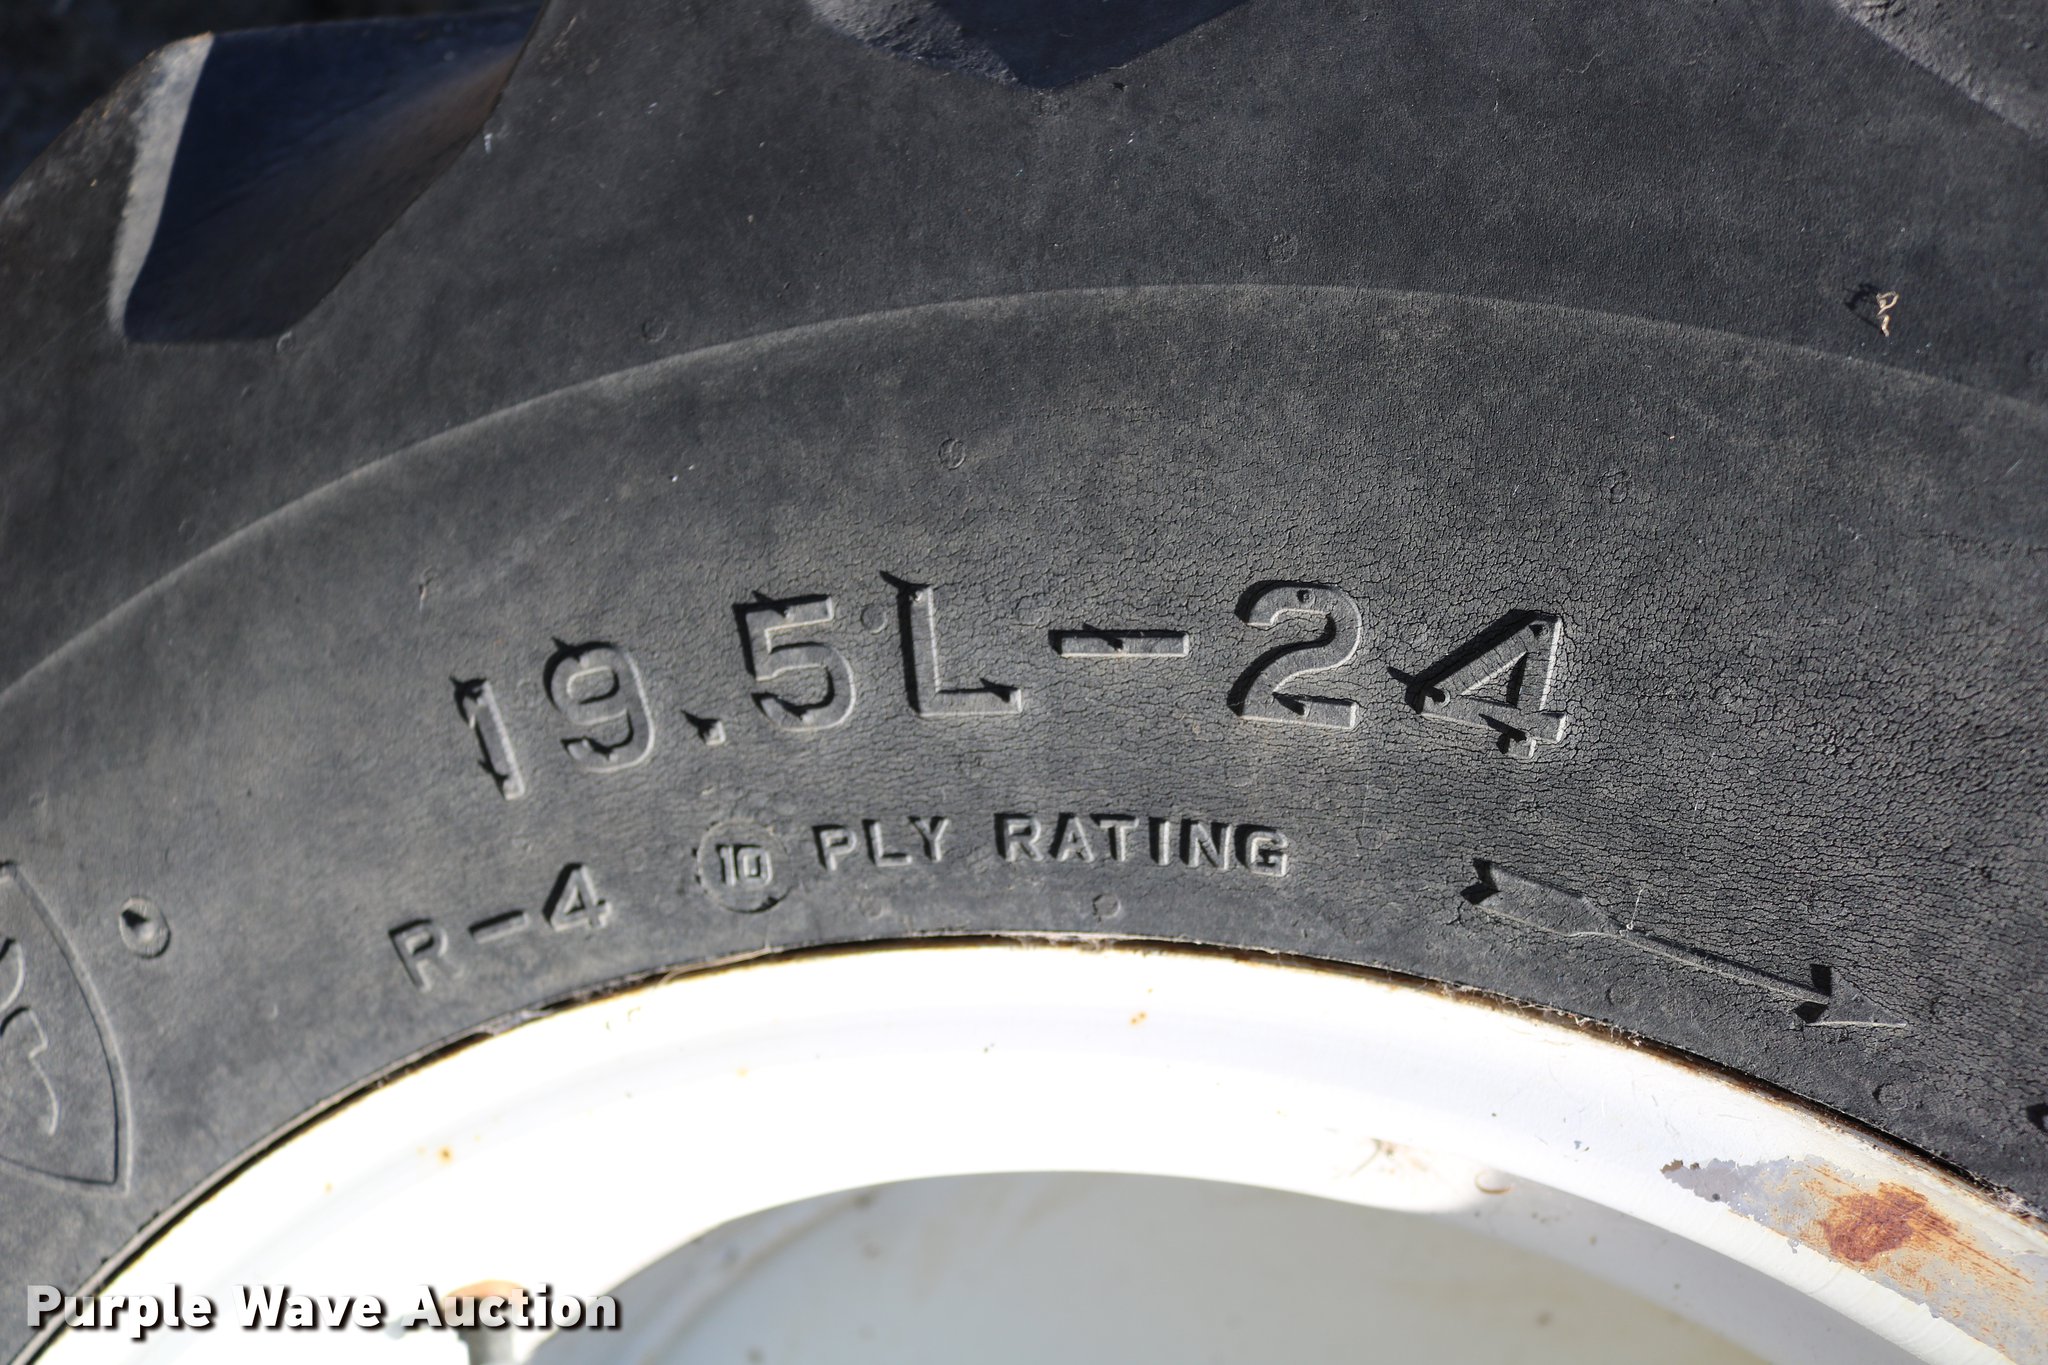 19.5L-24
R-4 10 PLY RATING
Purple Wave Auction